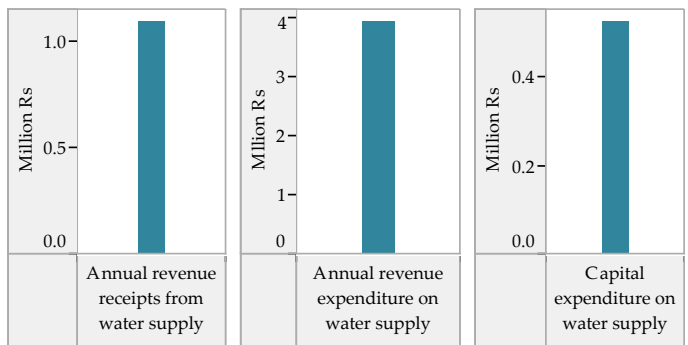 Million Rs
1.0
0.5
0.0
Annual revenue
receipts from
water supply
Mllion Rs
4
3
2
1
0
Annual revenue
expenditure on
water supply
Million Rs
0.4
0.2
0.0
Capital
expenditure on
water supply